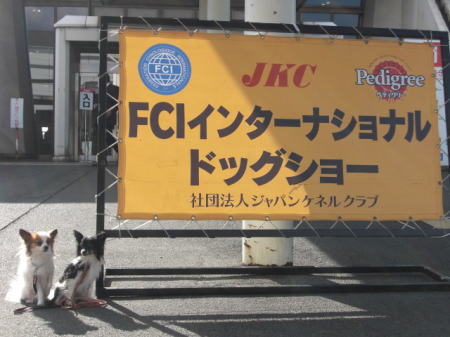 FCI
JKC
Pedigree
ペディグリー
FCIインターナショナル
ドッグショー
社団法人ジャパンケネルクラブ
入口